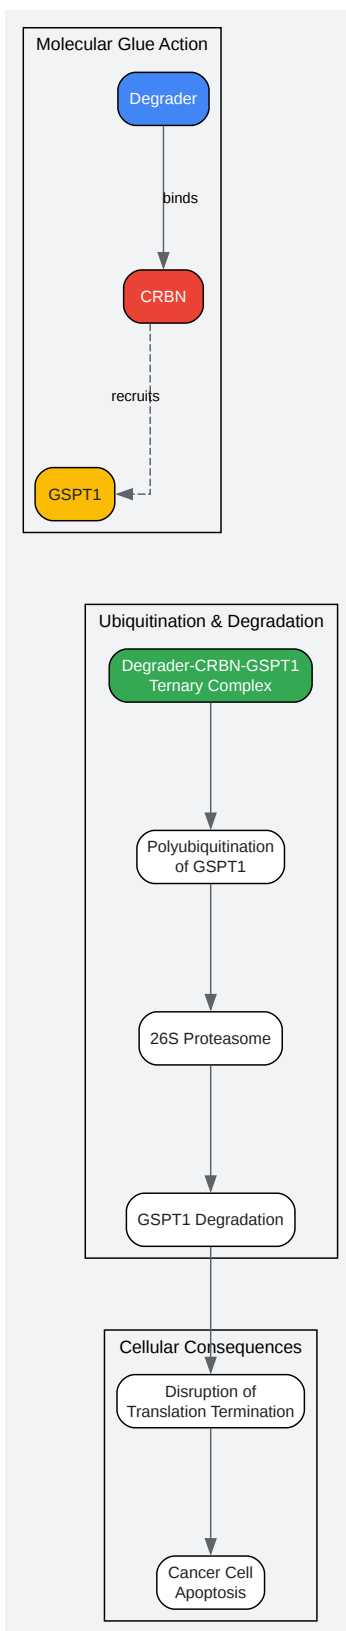 Molecular Glue Action
Degrader
binds
CRBN
recruits
GSPT1
Ubiquitination & Degradation
Degrader-CRBN-GSPT1
Ternary Complex
Polyubiquitination
of GSPT1
26S Proteasome
GSPT1 Degradation
Cellular Consequences
Disruption of
Translation Termination
Cancer Cell
Apoptosis